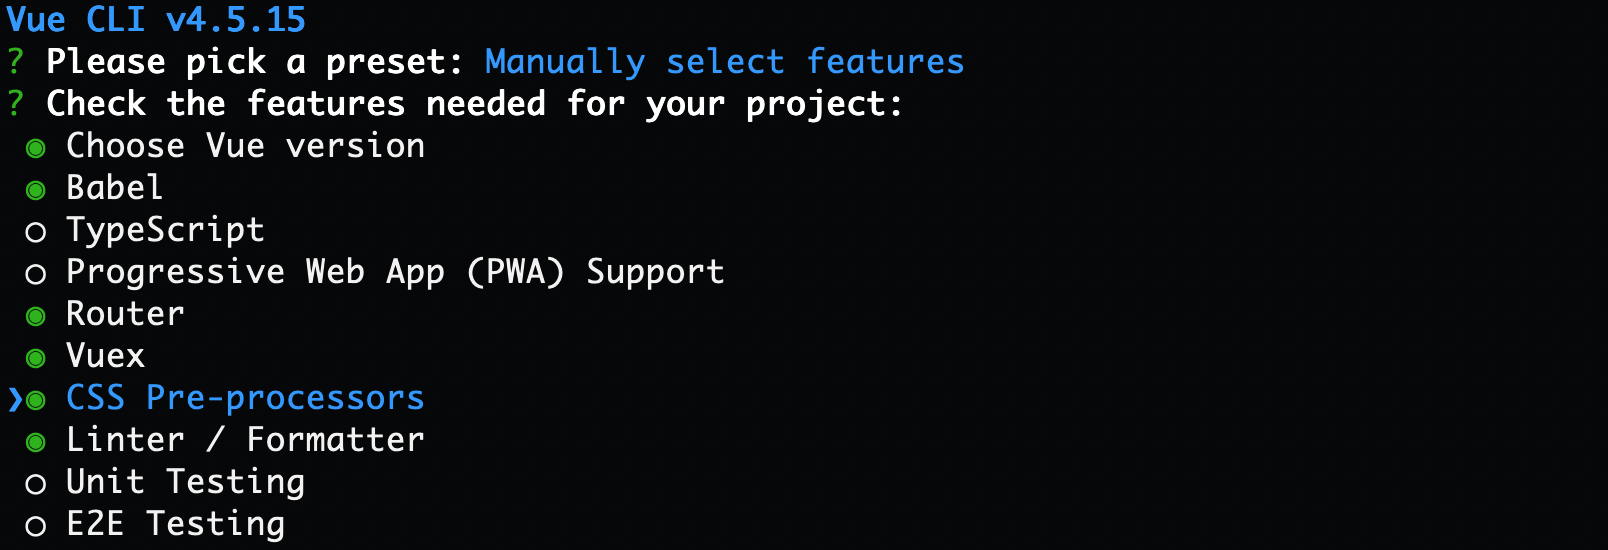 Vue CLI v4.5.15
? Please pick a preset: Manually select features
? Check the features needed for your project:
◉ Choose Vue version
◉ Babel
◯ TypeScript
◯ Progressive Web App (PWA) Support
◉ Router
◉ Vuex
❯◉ CSS Pre-processors
◉ Linter / Formatter
◯ Unit Testing
◯ E2E Testing